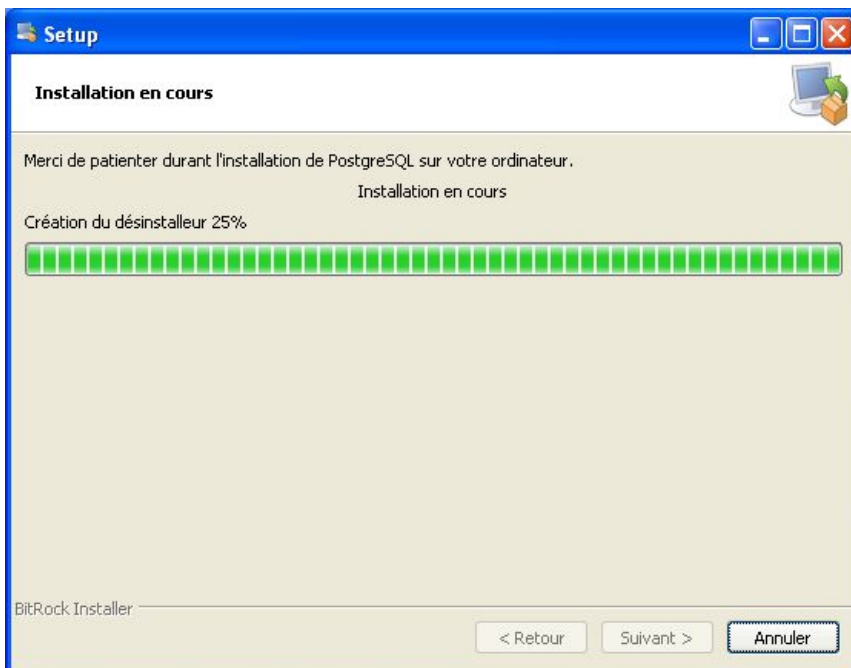 Setup
Installation en cours
Merci de patienter durant l'installation de PostgreSQL sur votre ordinateur.
Installation en cours
Création du désinstalleur 25%
BitRock Installer
< Retour
Suivant >
Annuler